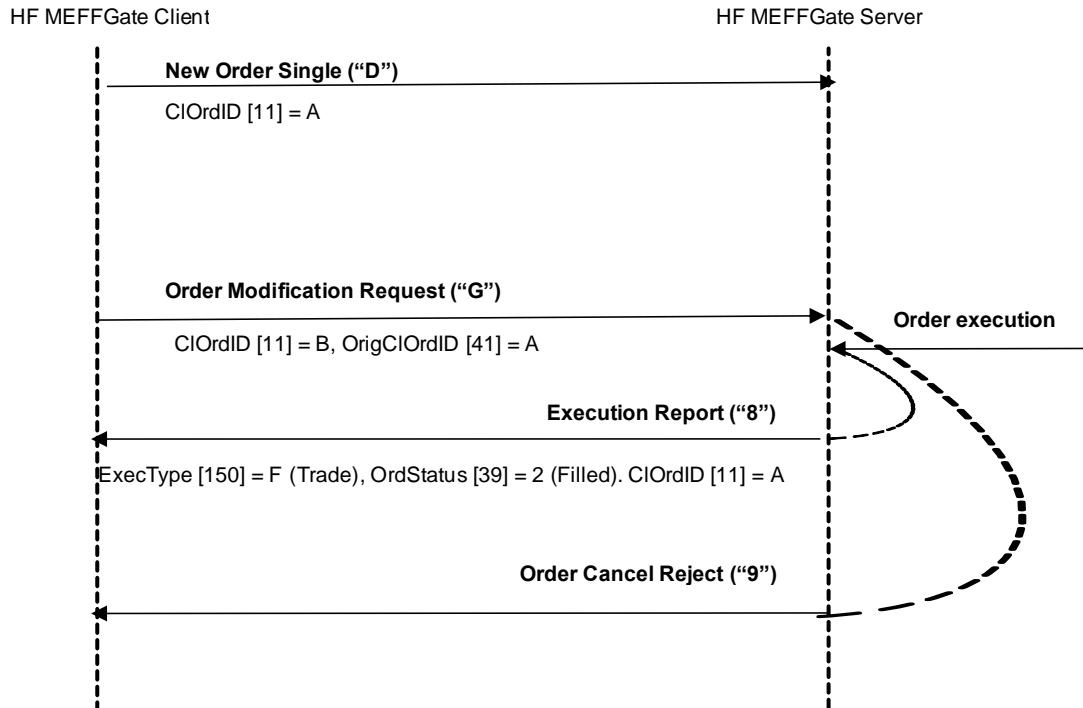 HF MEFFGate Client
HF MEFFGate Server
New Order Single (“D”)
ClOrdID [11] = A
Order Modification Request (“G”)
Order execution
ClOrdID [11] = B, OrigClOrdID [41] = A
Execution Report (“8”)
ExecType [150] = F (Trade), OrdStatus [39] = 2 (Filled). ClOrdID [11] = A
Order Cancel Reject (“9”)